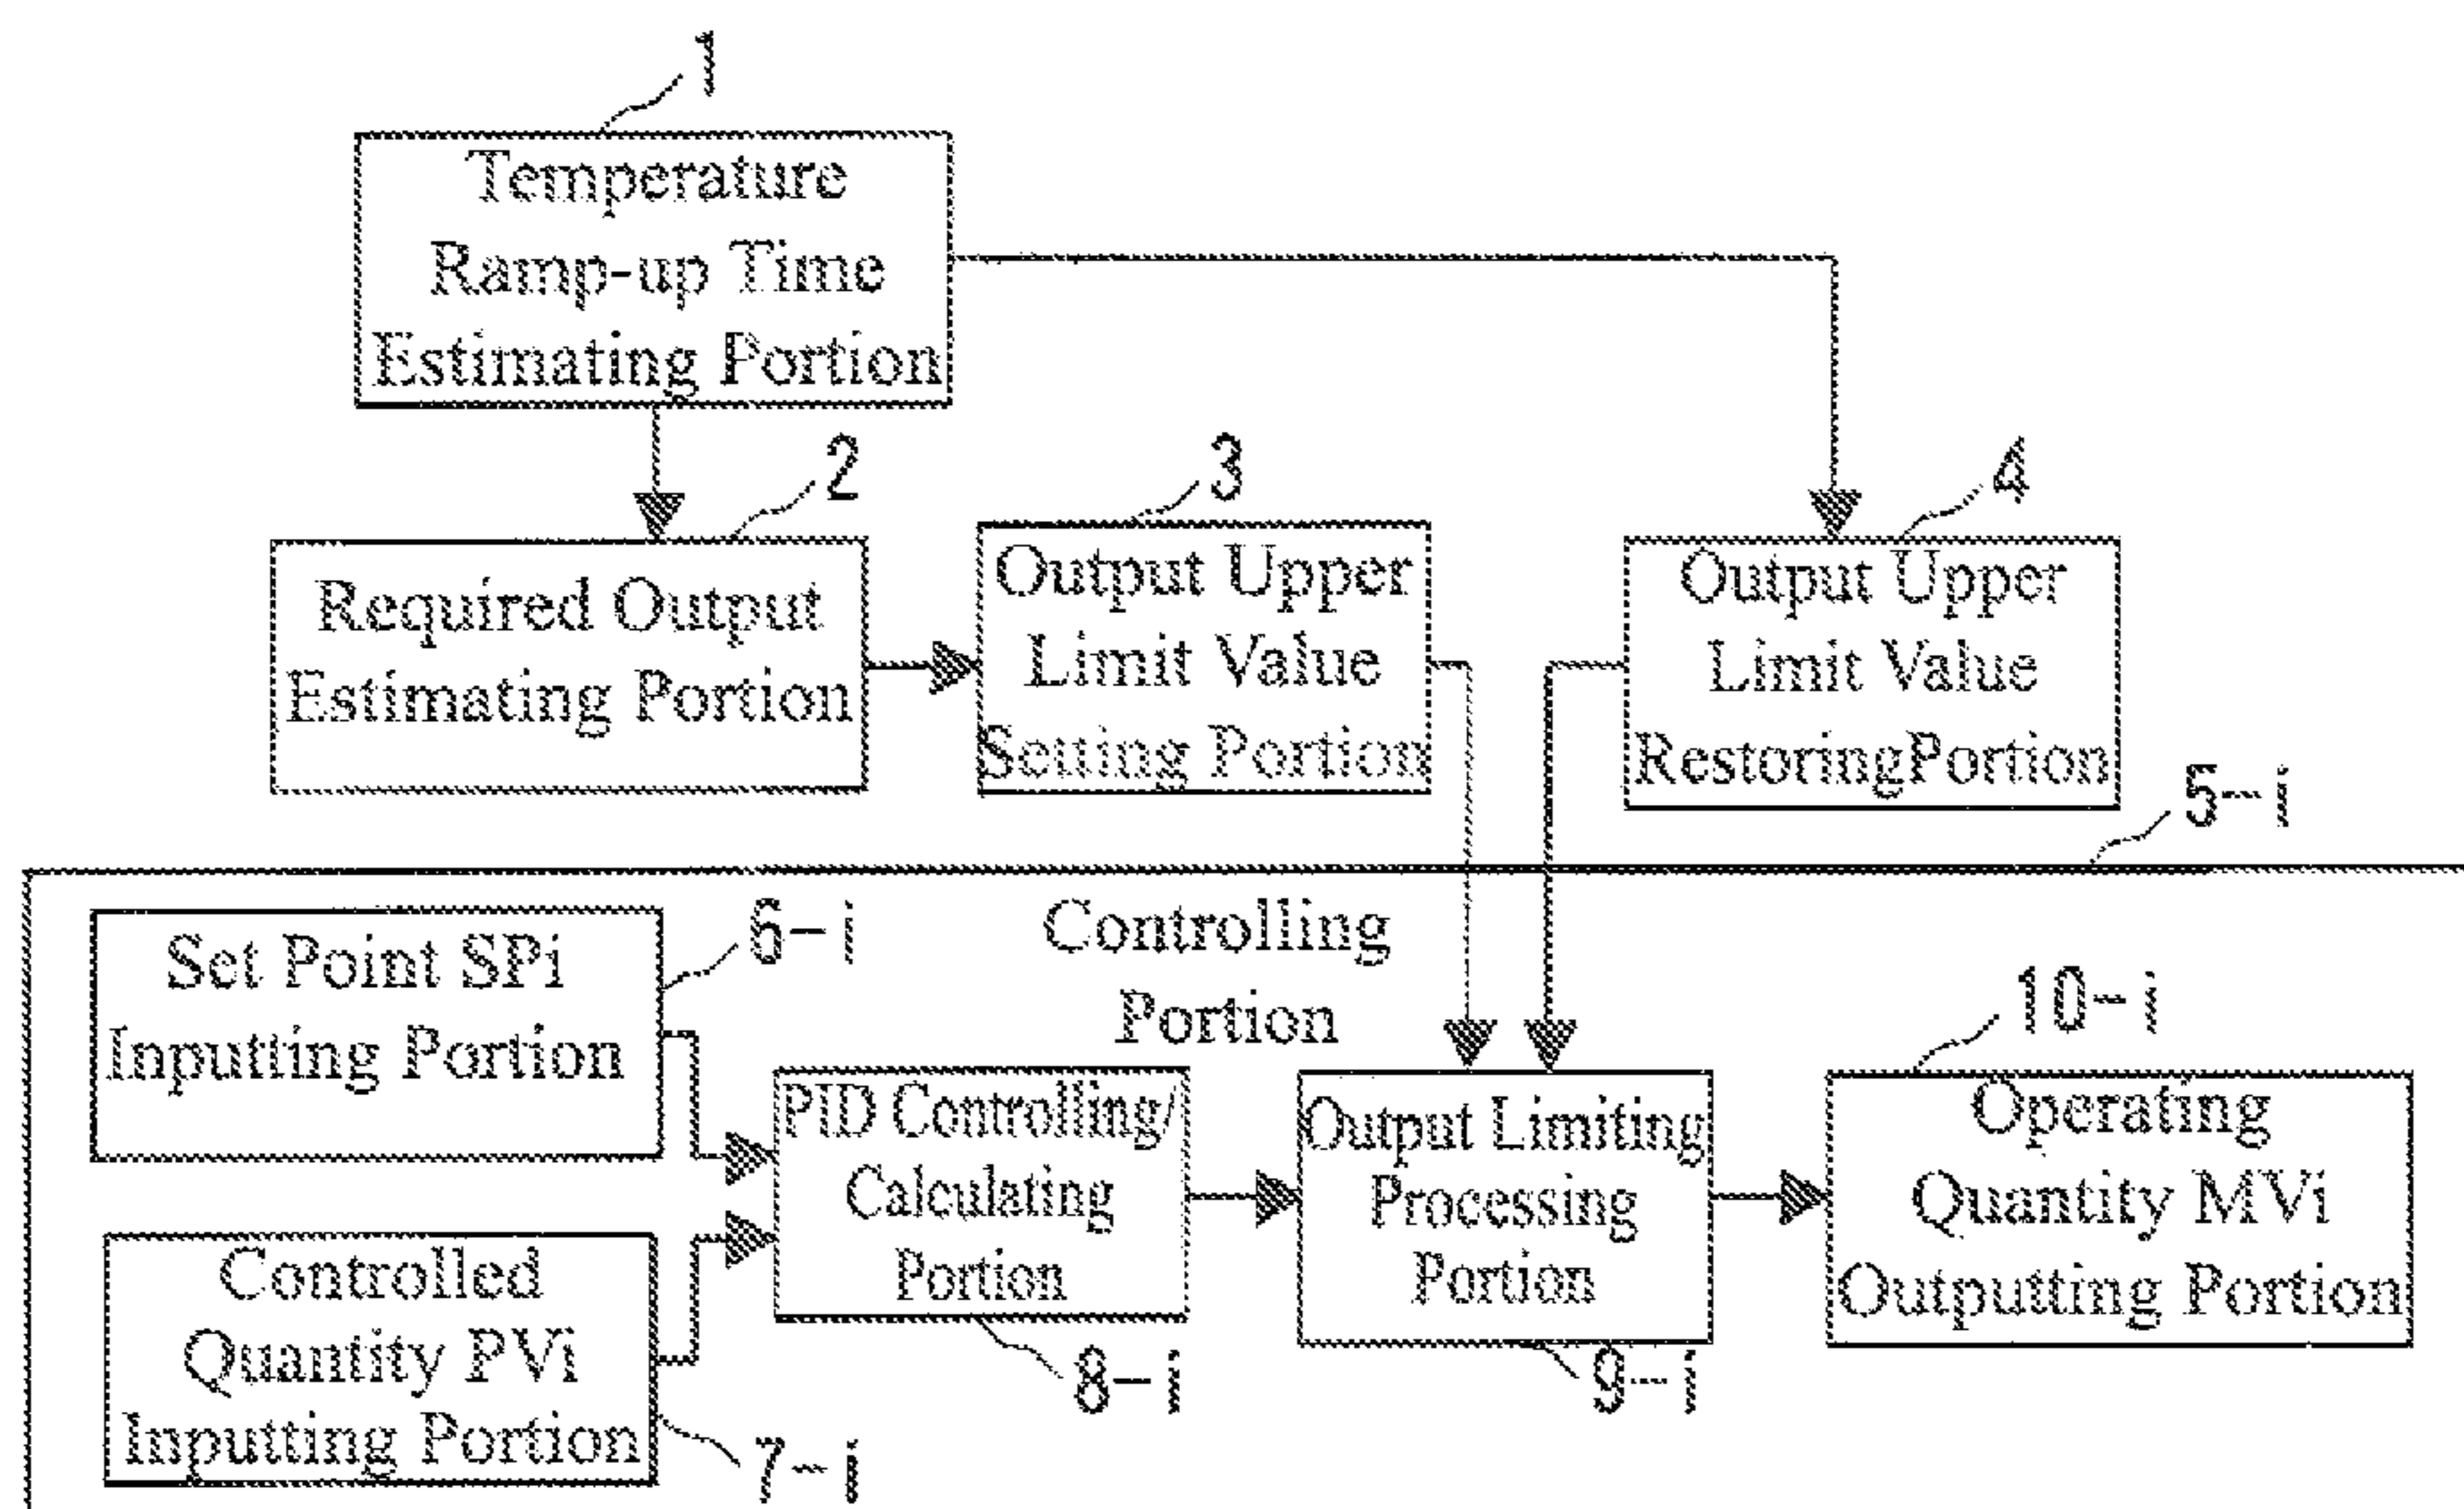 1
Temperature
Ramp-up Time
Estimating Portion
2
Required Output
Estimating Portion
3
Output Upper
Limit Value
Setting Portion
4
Output Upper
Limit Value
RestoringPortion
5-i
Controlling
Portion
6-i
Set Point SPi
Inputting Portion
Controlled
Quantity PVi
Inputting Portion
7-i
PID Controlling/
Calculating
Portion
8-i
Output Limiting
Processing
Portion
9-i
10-i
Operating
Quantity MVi
Outputting Portion